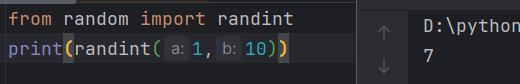 from random import randint
print(randint( a: 1, b: 10))
D:\python
7